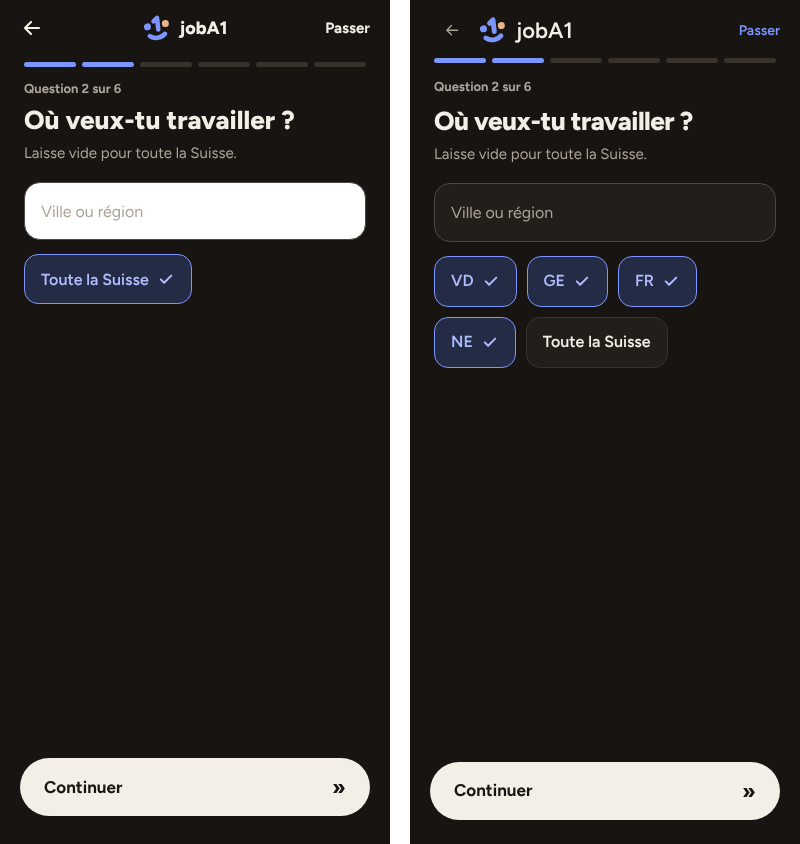 jobA1
Passer
Question 2 sur 6
Où veux-tu travailler ?
Laisse vide pour toute la Suisse.
Ville ou région
Toute la Suisse
Continuer »
jobA1
Passer
Question 2 sur 6
Où veux-tu travailler ?
Laisse vide pour toute la Suisse.
Ville ou région
VD GE FR
NE Toute la Suisse
Continuer »